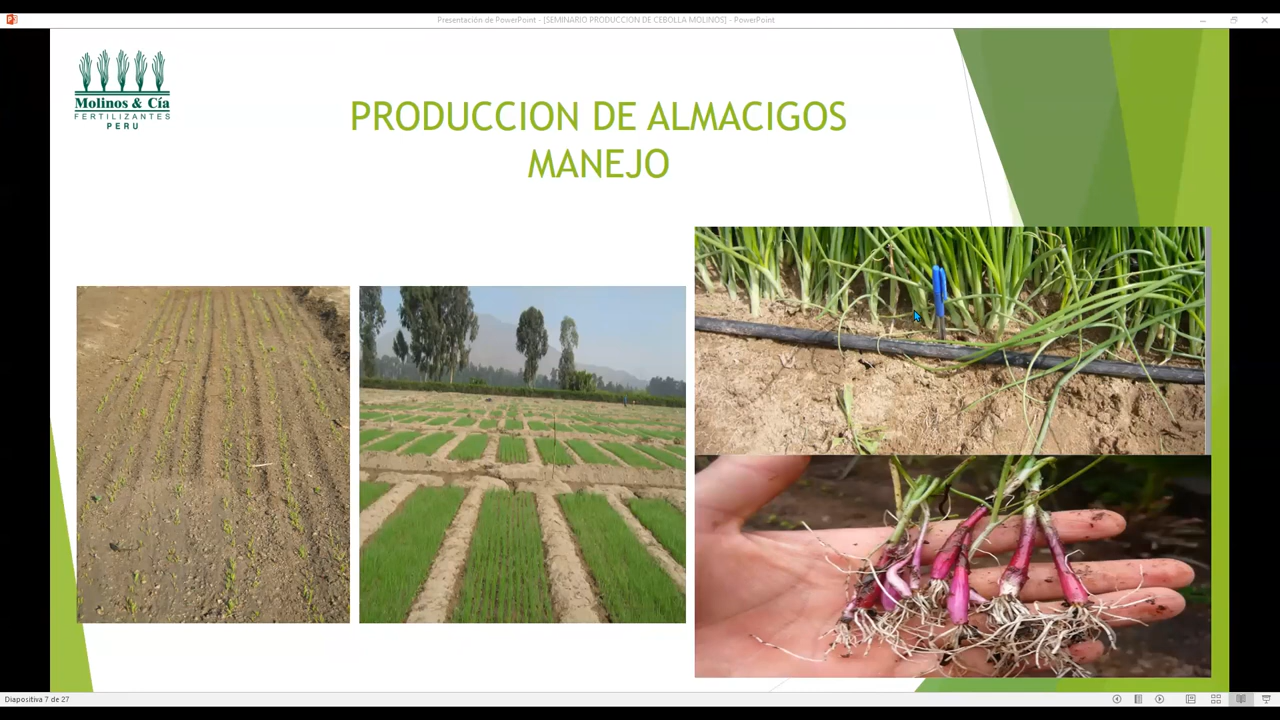 Presentación de PowerPoint - [SEMINARIO PRODUCCION DE CEBOLLA MOLINOS] - PowerPoint
Molinos & Cía
FERTILIZANTES
PERU
PRODUCCION DE ALMACIGOS
MANEJO
Diapositiva 7 de 27